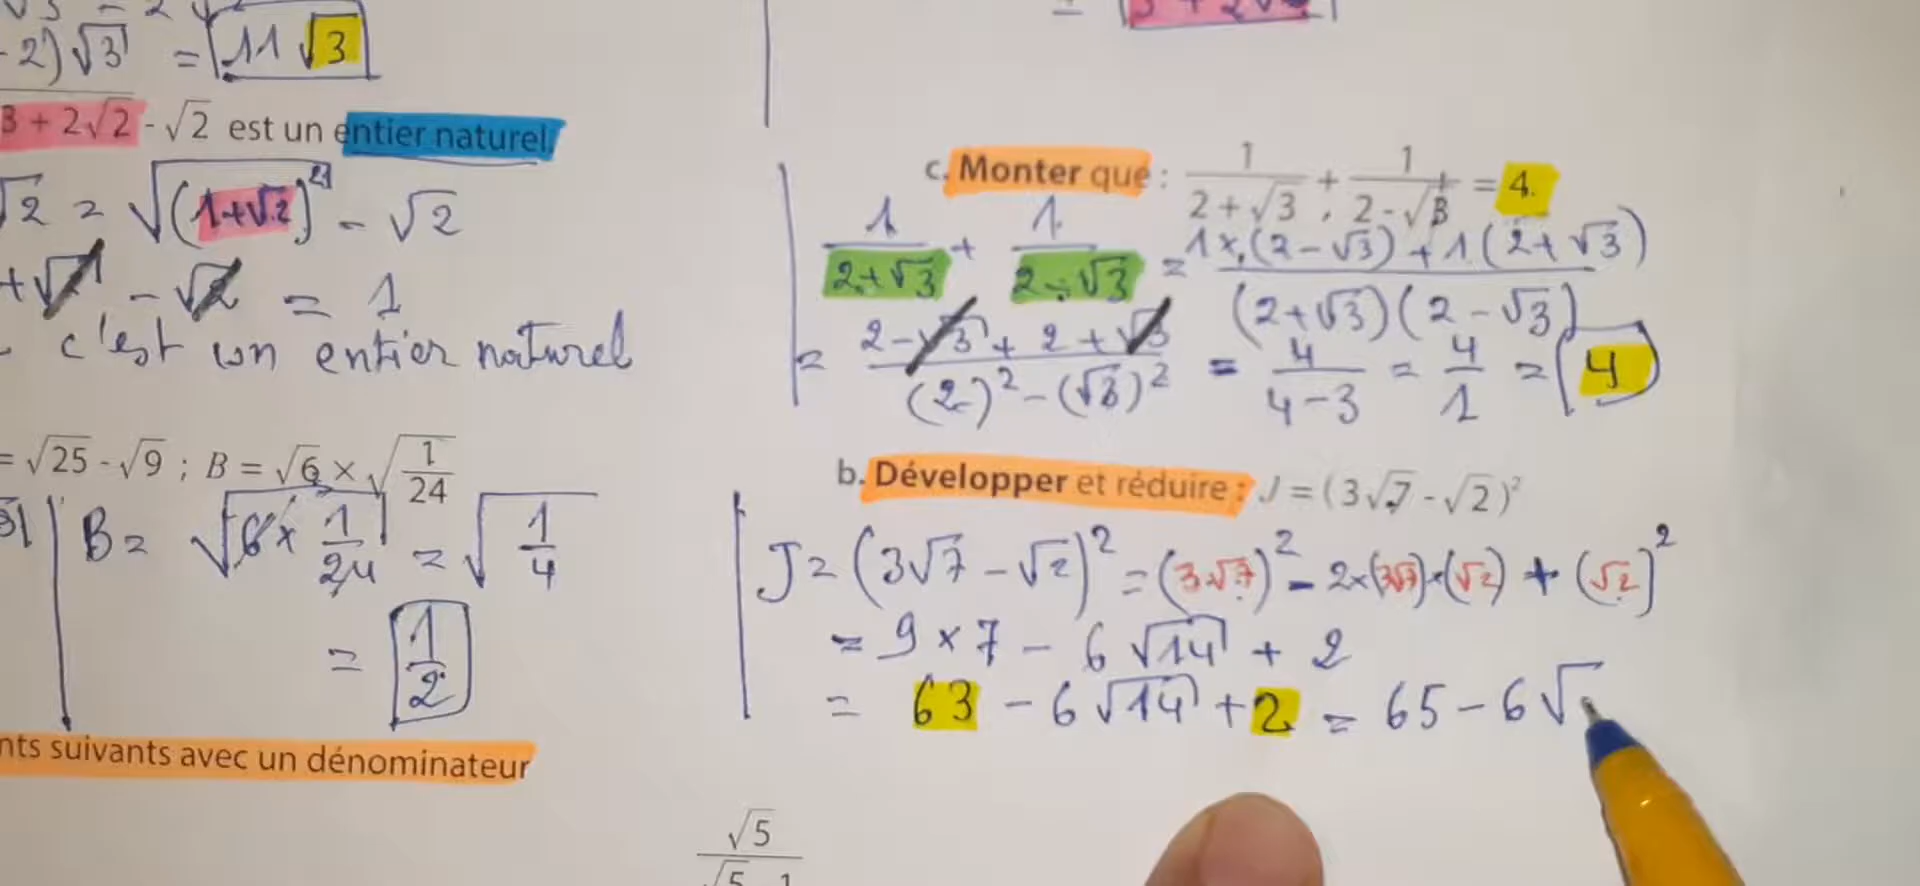 2) √3 = 11 √3
3 + 2√2 - √2 est un entier naturel.
√2 = √(1+√2)² - √2
+ √2 - √2 = 1
c'est un entier naturel
= √25 - √9 ; B = √6 × √1/24
B = √6 × 1/24 = √1/4
= 1/2
nts suivants avec un dénominateur
c. Monter que : 1/(2 + √3) + 1/(2 - √3) = 4.
1/(2+√3) + 1/(2-√3) = (1×(2-√3) + 1(2+√3))/((2+√3)(2-√3))
= (2-√3 + 2+√3)/((2)² - (√3)²) = 4/(4-3) = 4/1 = 4
b. Développer et réduire : J = (3√7 - √2)²
J = (3√7 - √2)² = (3√7)² - 2×(3√7)×(√2) + (√2)²
= 9 × 7 - 6√14 + 2
= 63 - 6√14 + 2 = 65 - 6√
√5
√5 - 1